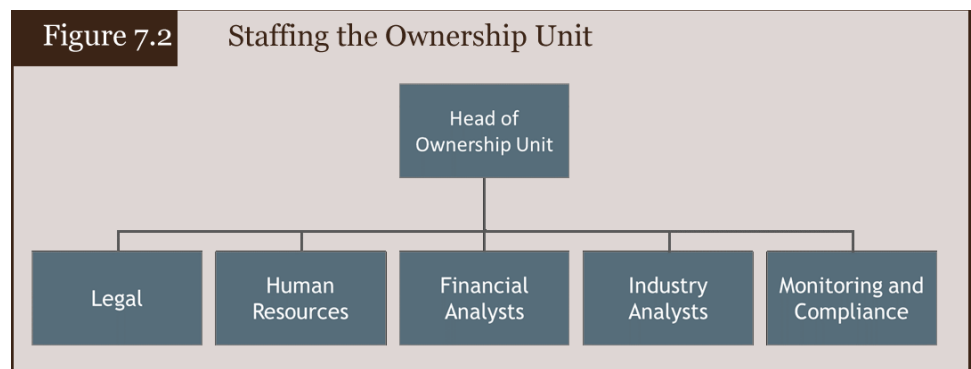 Figure 7.2 Staffing the Ownership Unit
Head of
Ownership Unit
Legal
Human
Resources
Financial
Analysts
Industry
Analysts
Monitoring and
Compliance